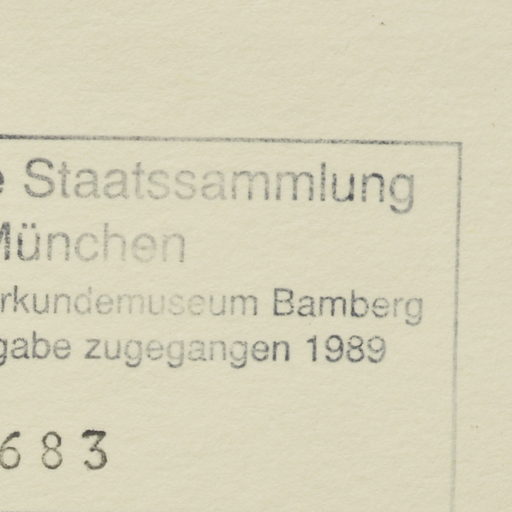 e Staatssammlung
München
rkundemuseum Bamberg
gabe zugegangen 1989
683